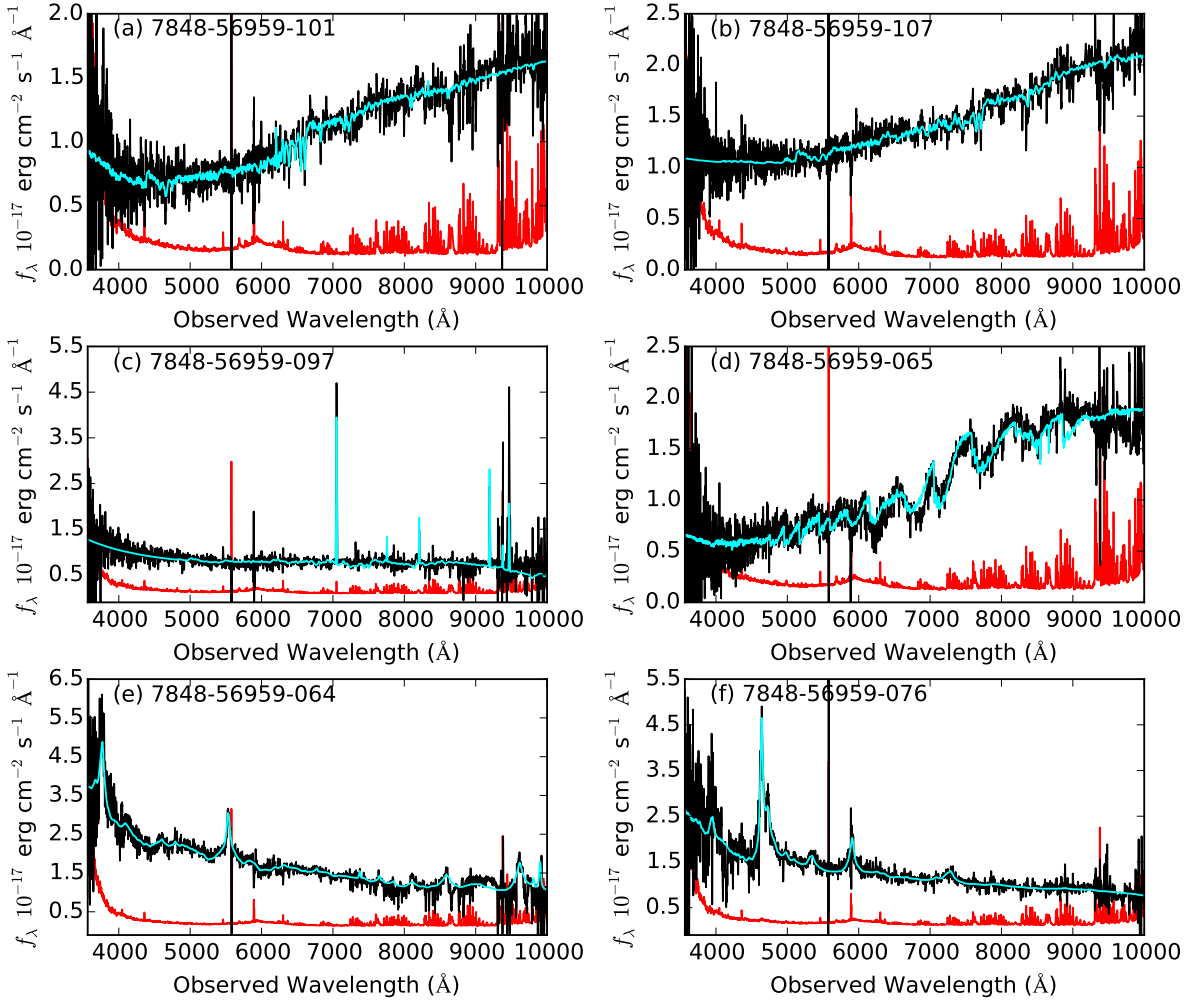 (a) 7848-56959-101
2.0
1.5
1.0
0.5
0.0
f_λ 10⁻¹⁷ erg cm⁻² s⁻¹ Å⁻¹
4000 5000 6000 7000 8000 9000 10000
Observed Wavelength (Å)
(b) 7848-56959-107
2.5
2.0
1.5
1.0
0.5
0.0
f_λ 10⁻¹⁷ erg cm⁻² s⁻¹ Å⁻¹
4000 5000 6000 7000 8000 9000 10000
Observed Wavelength (Å)
(c) 7848-56959-097
5.5
4.5
3.5
2.5
1.5
0.5
f_λ 10⁻¹⁷ erg cm⁻² s⁻¹ Å⁻¹
4000 5000 6000 7000 8000 9000 10000
Observed Wavelength (Å)
(d) 7848-56959-065
2.5
2.0
1.5
1.0
0.5
0.0
f_λ 10⁻¹⁷ erg cm⁻² s⁻¹ Å⁻¹
4000 5000 6000 7000 8000 9000 10000
Observed Wavelength (Å)
(e) 7848-56959-064
6.5
5.5
4.5
3.5
2.5
1.5
0.5
f_λ 10⁻¹⁷ erg cm⁻² s⁻¹ Å⁻¹
4000 5000 6000 7000 8000 9000 10000
Observed Wavelength (Å)
(f) 7848-56959-076
5.5
4.5
3.5
2.5
1.5
0.5
f_λ 10⁻¹⁷ erg cm⁻² s⁻¹ Å⁻¹
4000 5000 6000 7000 8000 9000 10000
Observed Wavelength (Å)